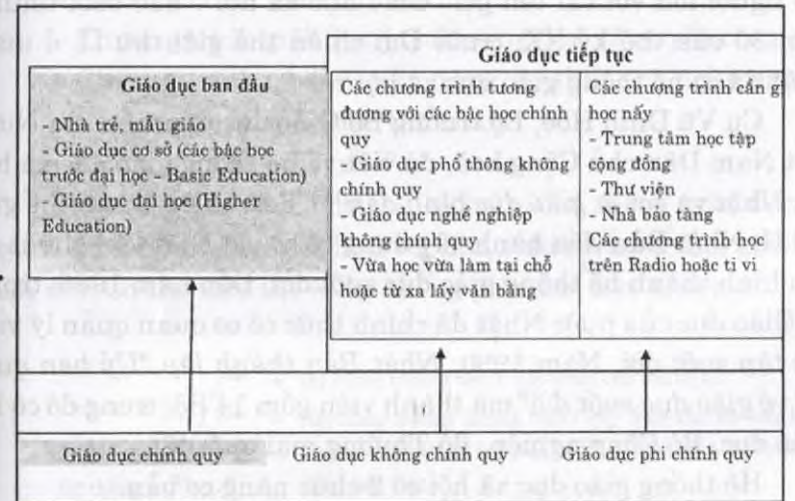 Giáo dục ban đầu
- Nhà trẻ, mẫu giáo
- Giáo dục cơ sở (các bậc học
trước đại học – Basic Education)
- Giáo dục đại học (Higher
Education)
Giáo dục tiếp tục
Các chương trình tương
đương với các bậc học chính
quy
- Giáo dục phổ thông không
chính quy
- Giáo dục nghề nghiệp
không chính quy
- Vừa học vừa làm tại chỗ
hoặc từ xa lấy văn bằng
Các chương trình cần gì
học nấy
- Trung tâm học tập
cộng đồng
- Thư viện
- Nhà bảo tàng
Các chương trình học
trên Radio hoặc ti vi
Giáo dục chính quy
Giáo dục không chính quy
Giáo dục phi chính quy